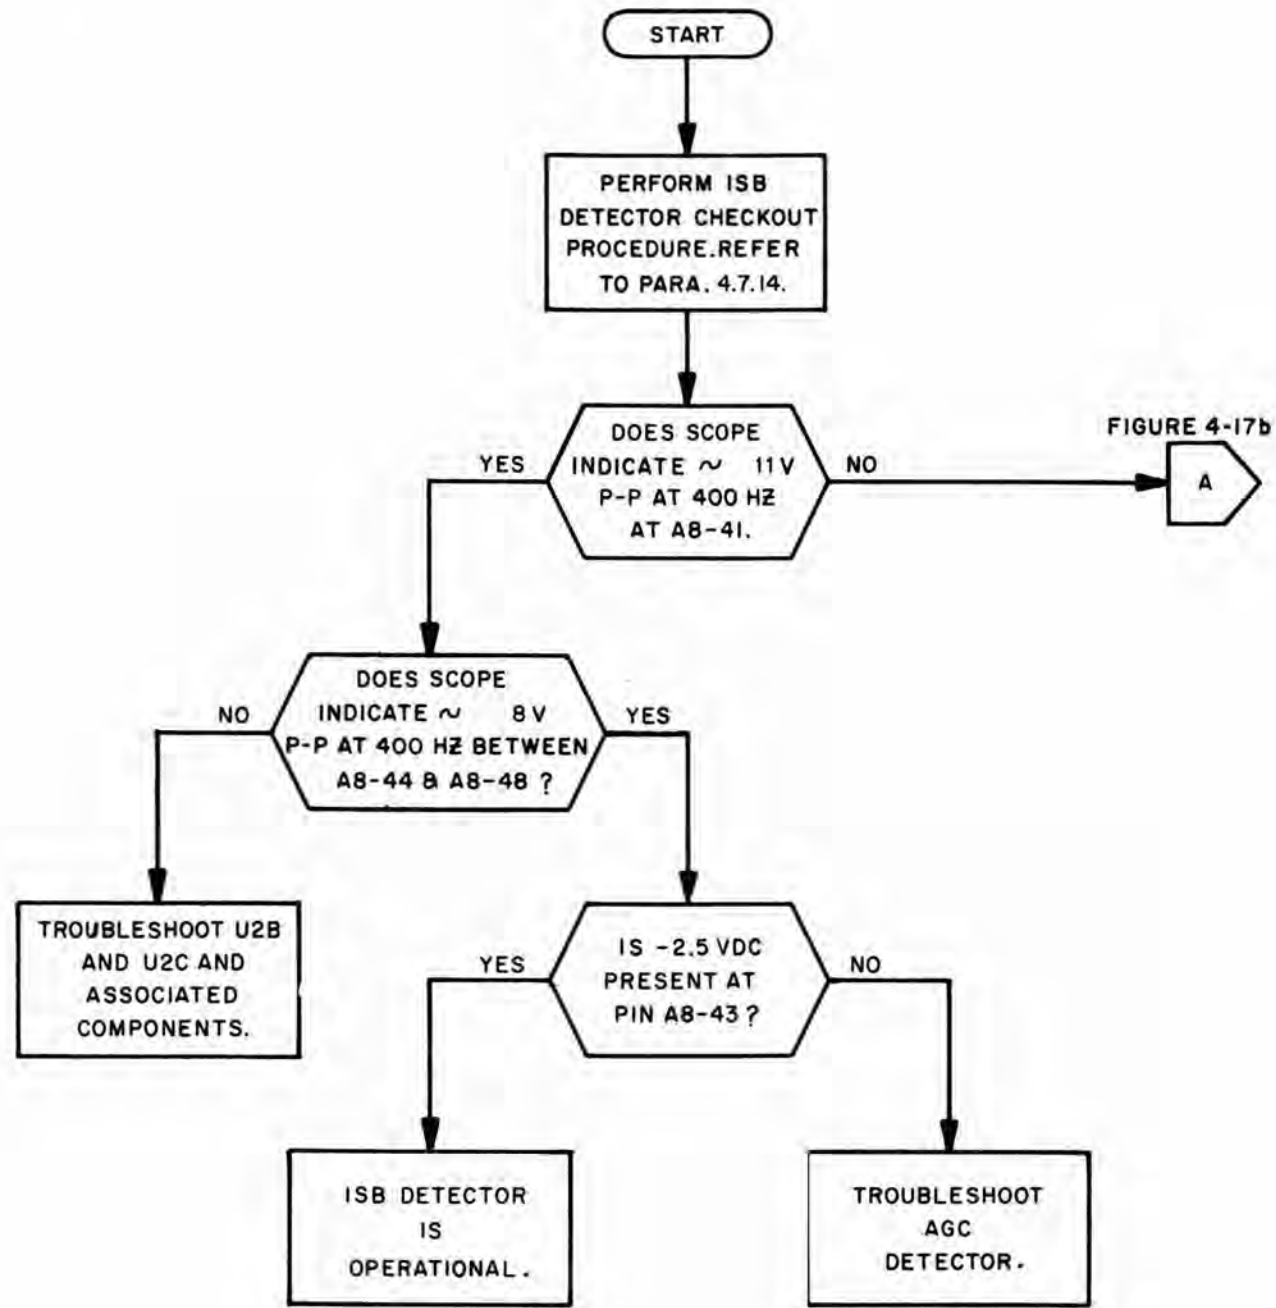 START
PERFORM ISB
DETECTOR CHECKOUT
PROCEDURE.REFER
TO PARA. 4.7.14.
DOES SCOPE
INDICATE ~ 11 V
P-P AT 400 HZ
AT A8-41.
YES
NO
FIGURE 4-17b
A
DOES SCOPE
INDICATE ~ 8 V
P-P AT 400 HZ BETWEEN
A8-44 & A8-48 ?
NO
YES
TROUBLESHOOT U2B
AND U2C AND
ASSOCIATED
COMPONENTS.
IS -2.5 VDC
PRESENT AT
PIN A8-43 ?
YES
NO
ISB DETECTOR
IS
OPERATIONAL.
TROUBLESHOOT
AGC
DETECTOR.